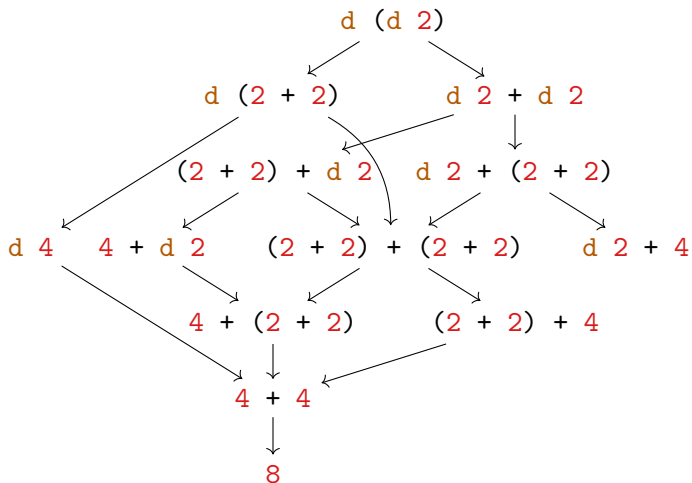 d (d 2)
d (2 + 2) d 2 + d 2
(2 + 2) + d 2 d 2 + (2 + 2)
d 4 4 + d 2 (2 + 2) + (2 + 2) d 2 + 4
4 + (2 + 2) (2 + 2) + 4
4 + 4
8